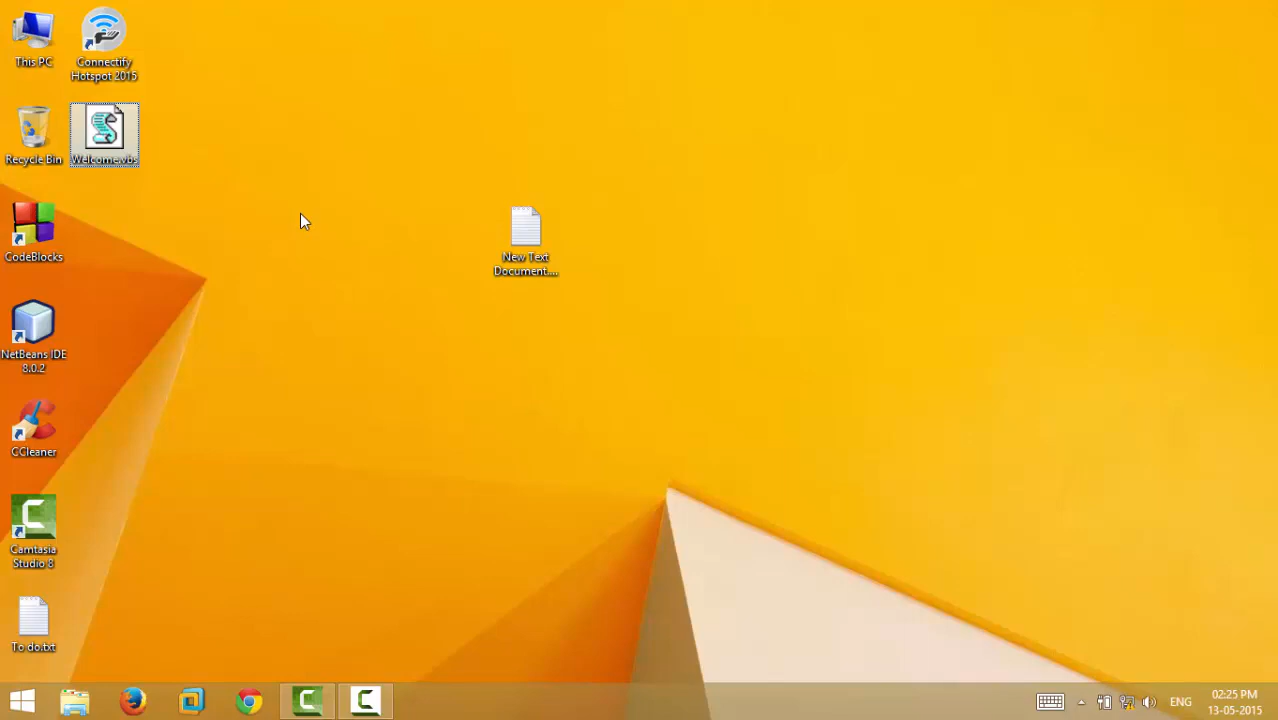 This PC
Connectify
Hotspot 2015
Recycle Bin
Welcome.vbs
CodeBlocks
New Text
Document....
NetBeans IDE
8.0.2
CCleaner
Camtasia
Studio 8
To do.txt
ENG
02:25 PM
13-05-2015